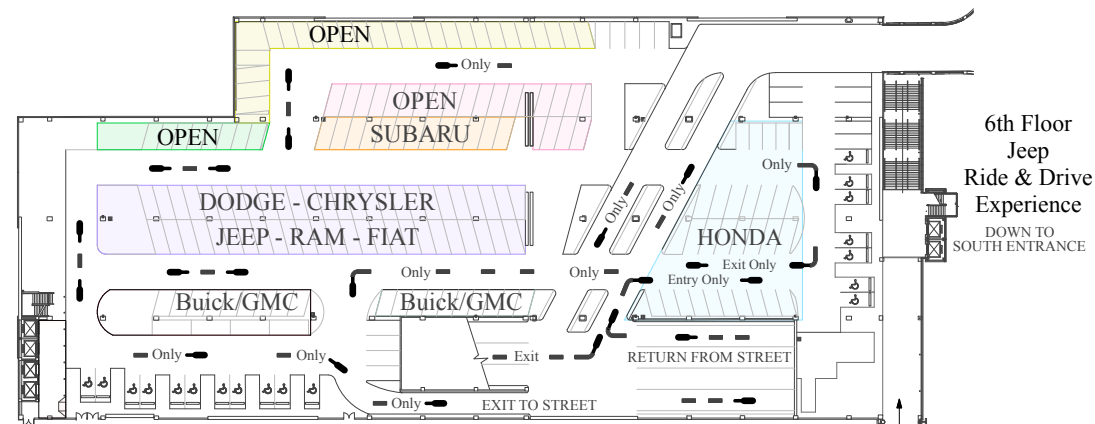 OPEN
Only
OPEN
SUBARU
OPEN
6th Floor
Jeep
Ride & Drive
Experience
DOWN TO
SOUTH ENTRANCE
Only
DODGE - CHRYSLER
JEEP - RAM - FIAT
Only
Only
HONDA
Exit Only
Entry Only
Only
Only
Buick/GMC
Buick/GMC
Only
Only
Exit
RETURN FROM STREET
Only
EXIT TO STREET